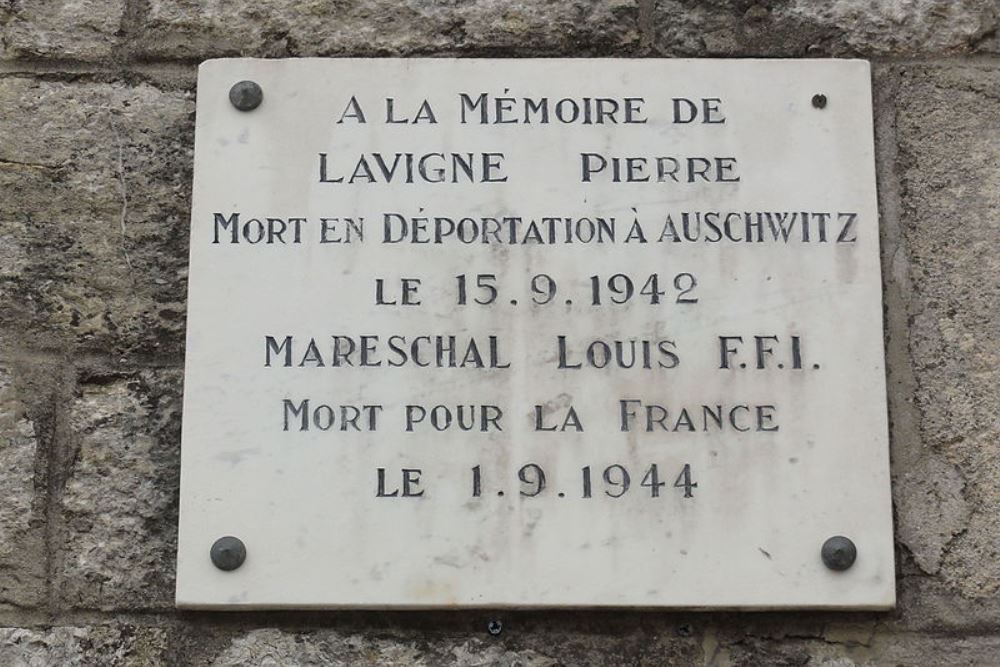 A LA MÉMOIRE DE
LAVIGNE PIERRE
MORT EN DÉPORTATION À AUSCHWITZ
LE 15.9.1942
MARESCHAL LOUIS F.F.I.
MORT POUR LA FRANCE
LE 1.9.1944